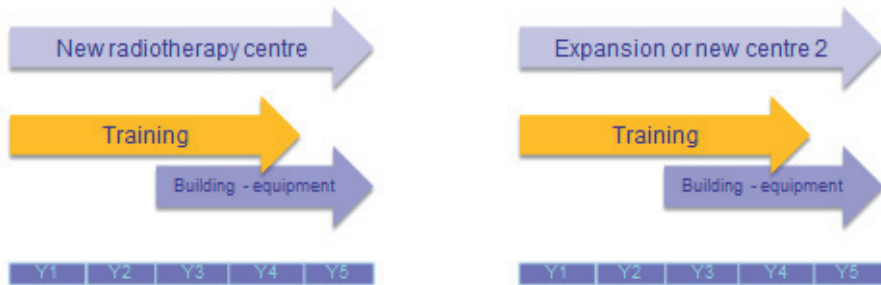 New radiotherapy centre
Training
Building - equipment
Y1 Y2 Y3 Y4 Y5
Expansion or new centre 2
Training
Building - equipment
Y1 Y2 Y3 Y4 Y5